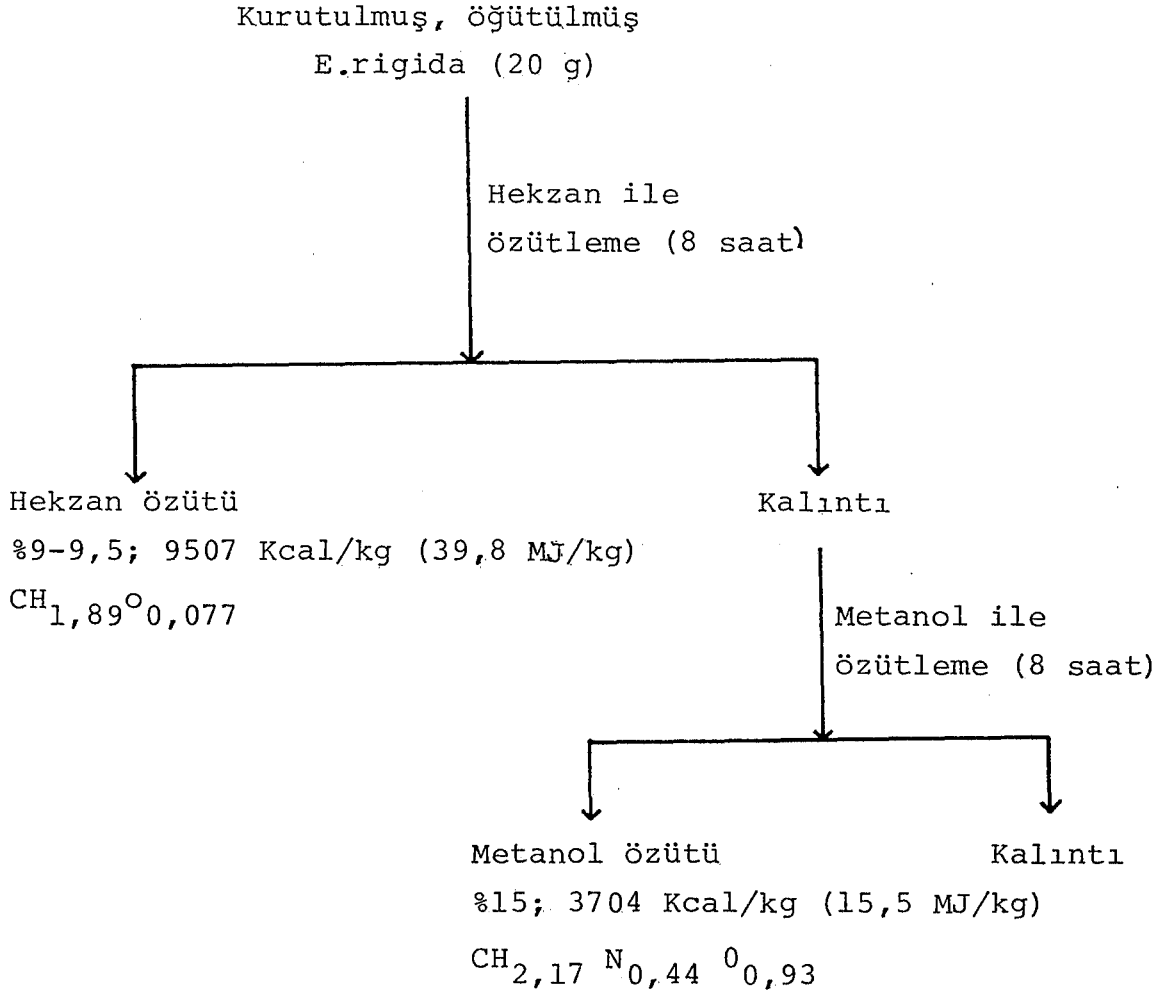 Kurutulmuş, öğütülmüş
E.rigida (20 g)
Hekzan ile
özütleme (8 saat)
Hekzan özütü
%9-9,5; 9507 Kcal/kg (39,8 MJ/kg)
CH1,89O0,077
Kalıntı
Metanol ile
özütleme (8 saat)
Metanol özütü
%15; 3704 Kcal/kg (15,5 MJ/kg)
CH2,17 N0,44 O0,93
Kalıntı